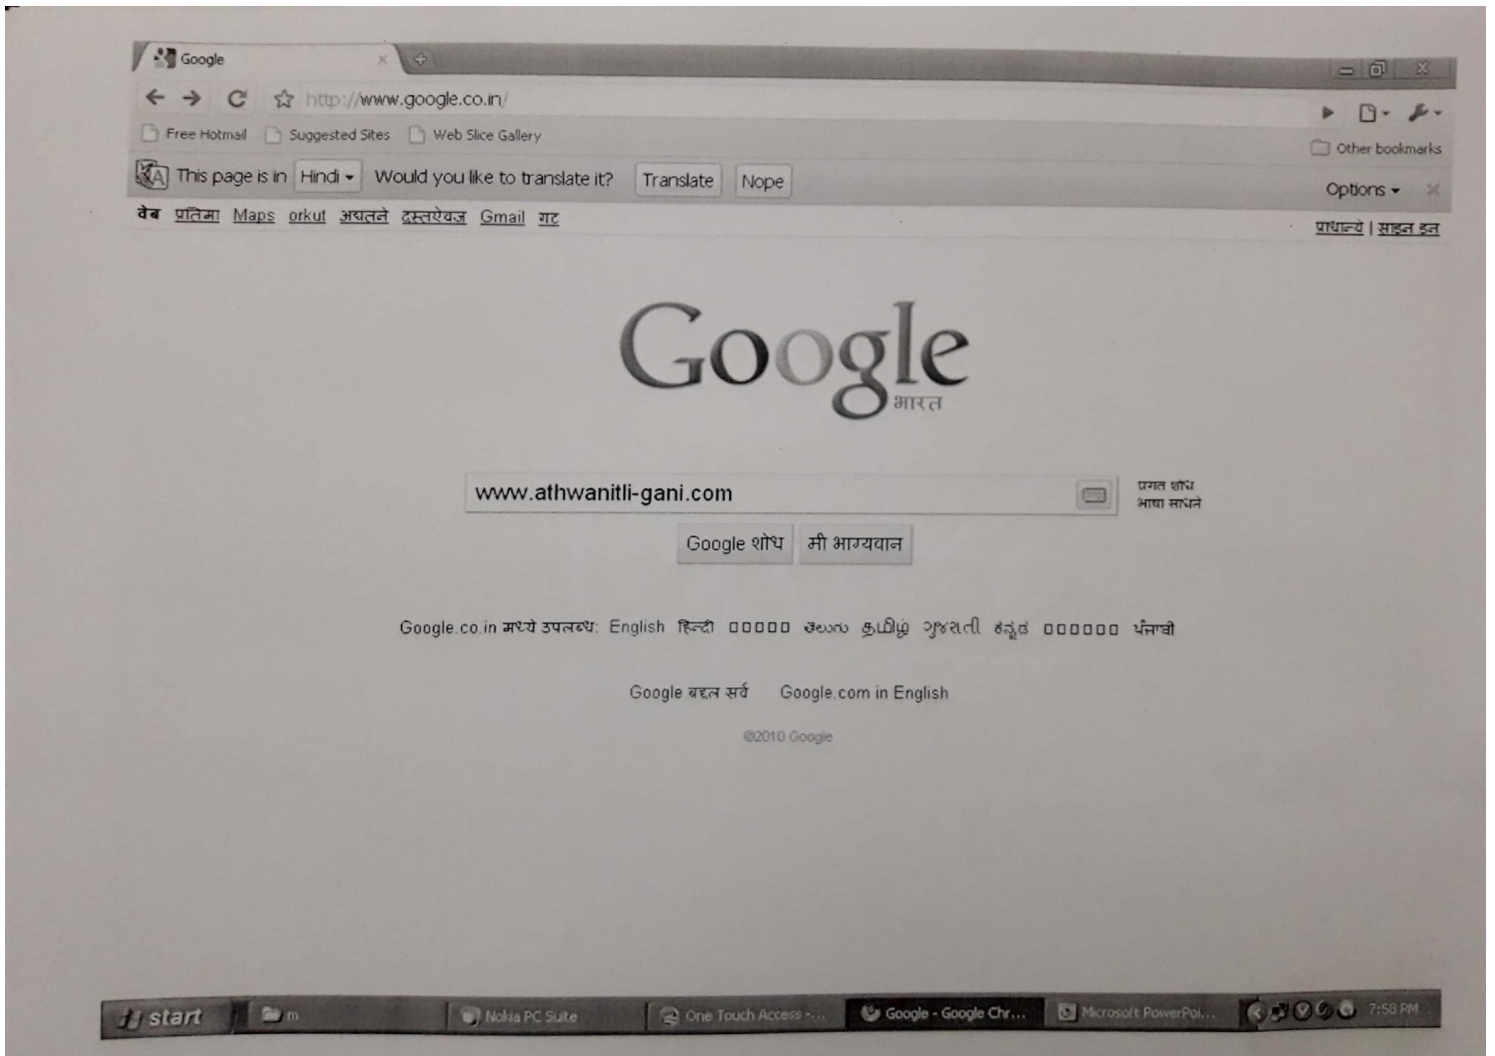 Google
http://www.google.co.in/
Free Hotmail Suggested Sites Web Slice Gallery
Other bookmarks
This page is in Hindi Would you like to translate it? Translate Nope
Options
वेब प्रतिमा Maps orkut अद्यतने दस्तऐवज Gmail गट
प्राधान्ये | साइन इन
Google
भारत
www.athwanitli-gani.com
प्रगत शोध
भाषा साधने
Google शोध मी भाग्यवान
Google.co.in मध्ये उपलब्ध: English हिन्दी □□□□□ తెలుగు தமிழ் ગુજરાતી ಕನ್ನಡ □□□□□□ ਪੰਜਾਬੀ
Google बद्दल सर्व Google.com in English
©2010 Google
start m Nokia PC Suite One Touch Access -... Google - Google Chr... Microsoft PowerPoi... 7:58 PM